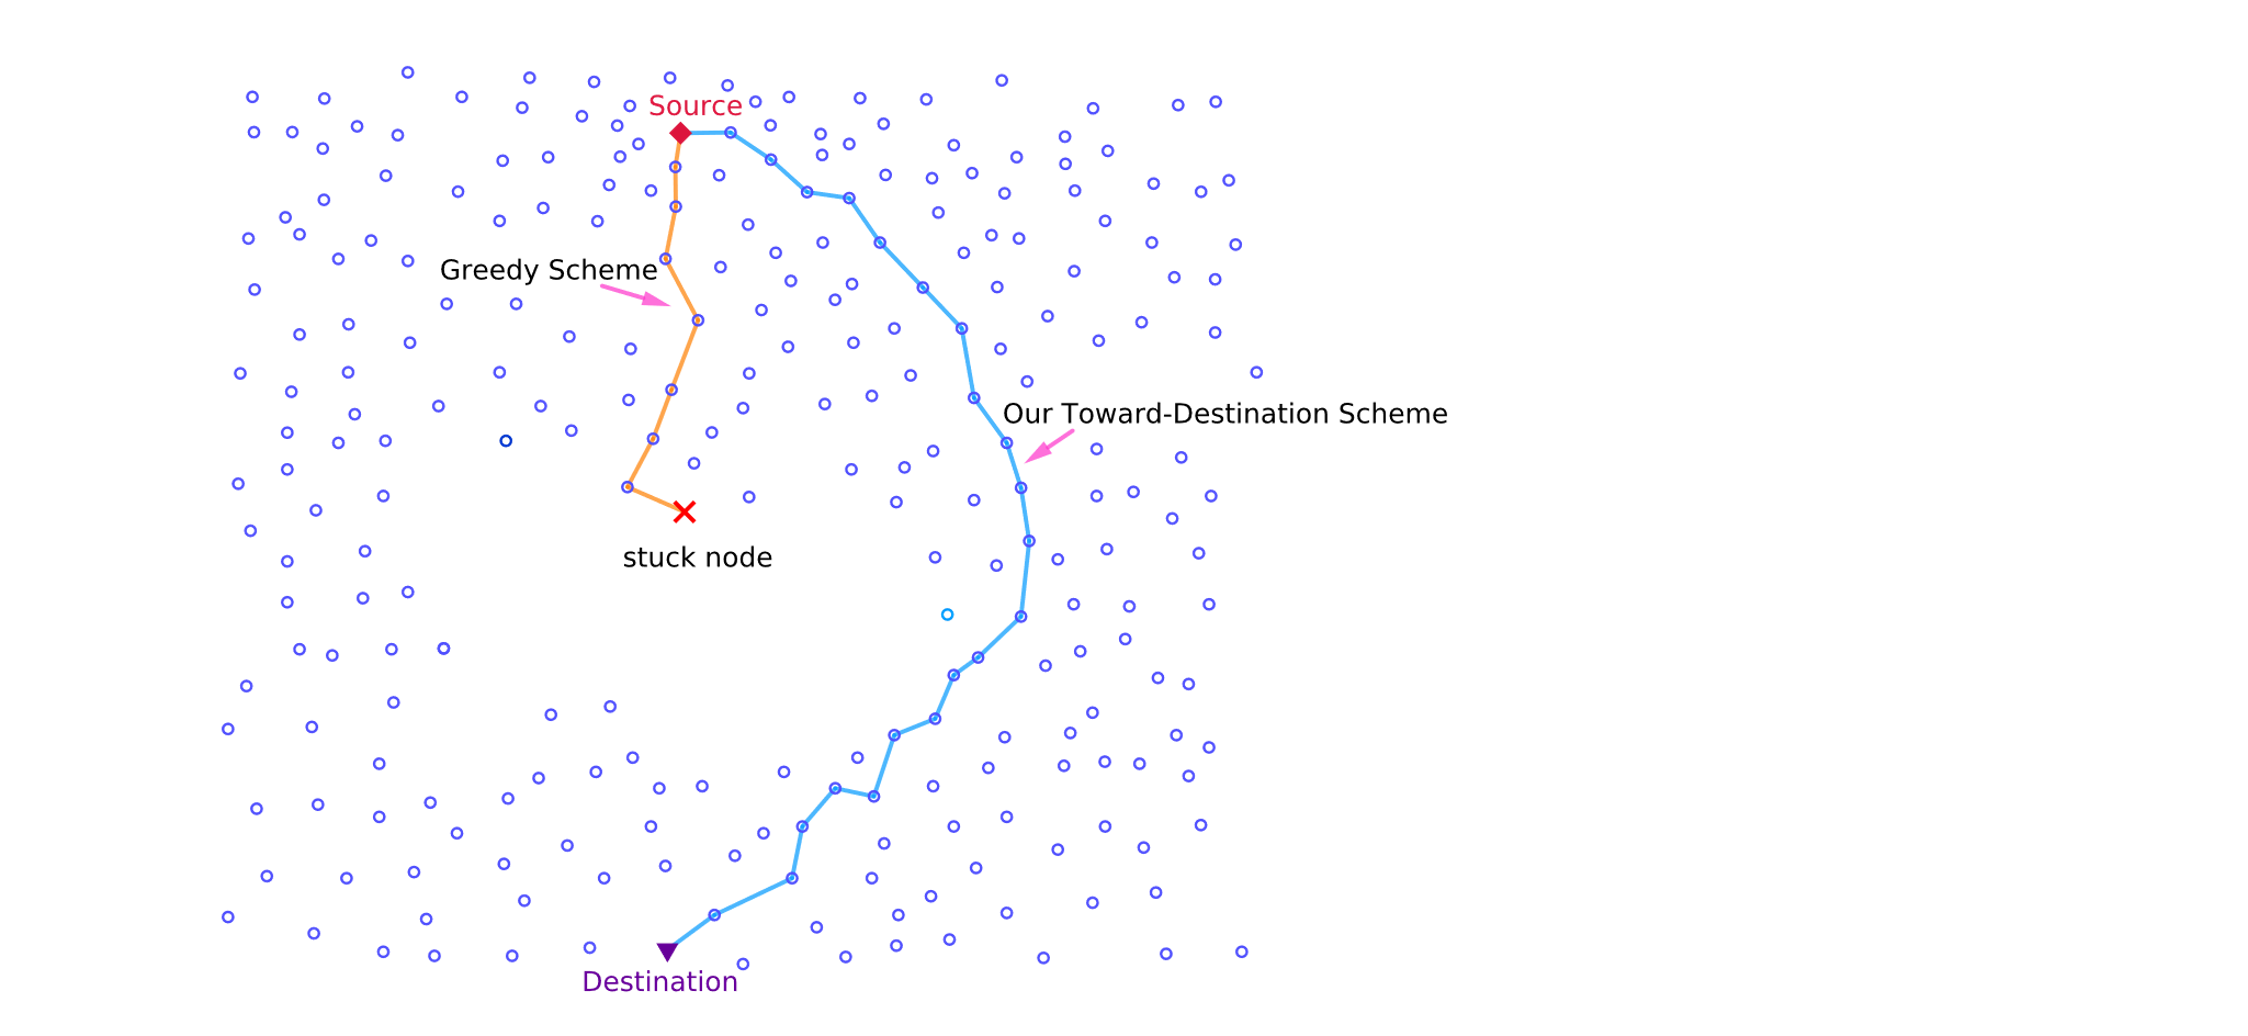 Source
Greedy Scheme
Our Toward-Destination Scheme
stuck node
Destination